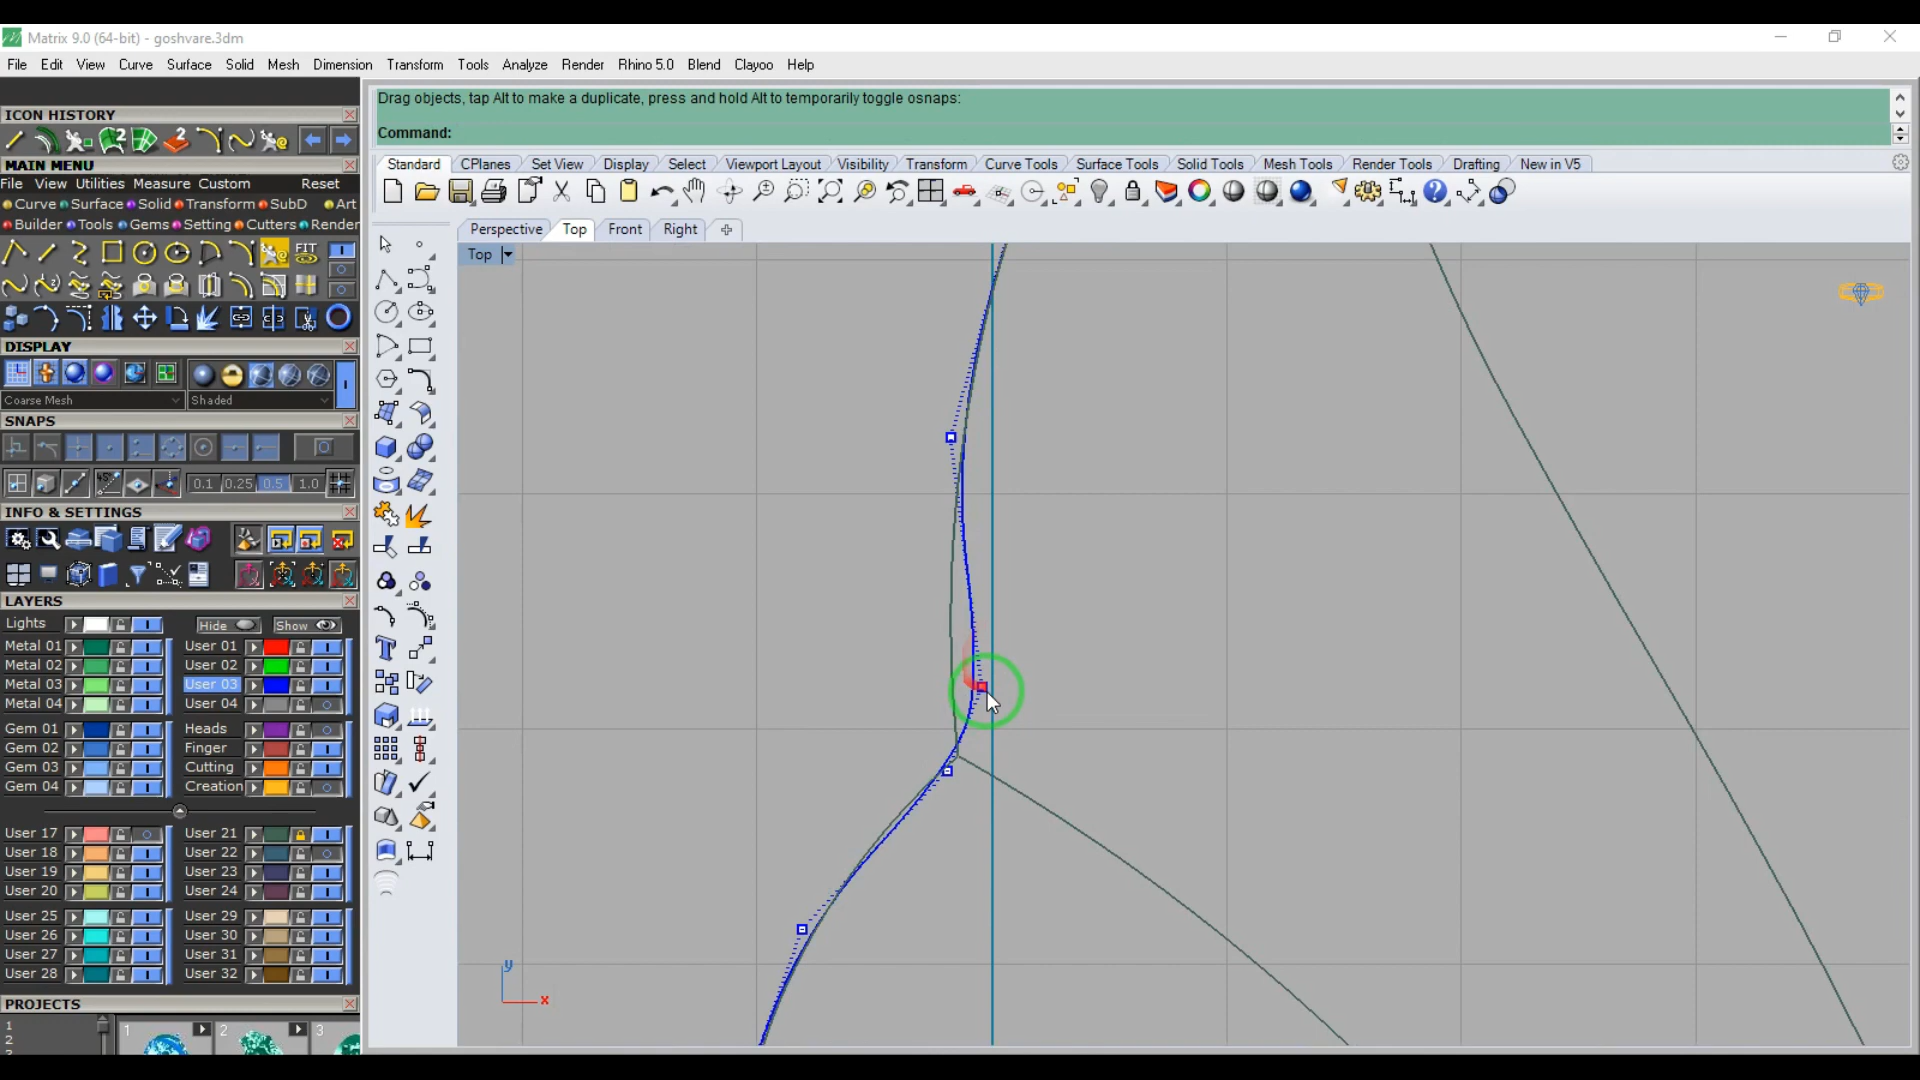 Matrix 9.0 (64-bit) - goshvare.3dm
File Edit View Curve Surface Solid Mesh Dimension Transform Tools Analyze Render Rhino 5.0 Blend Clayoo Help
Drag objects, tap Alt to make a duplicate, press and hold Alt to temporarily toggle osnaps:
Command:
Standard CPlanes Set View Display Select Viewport Layout Visibility Transform Curve Tools Surface Tools Solid Tools Mesh Tools Render Tools Drafting New in V5
Perspective Top Front Right
Top
ICON HISTORY
MAIN MENU
File View Utilities Measure Custom Reset
Curve Surface Solid Transform SubD Art
Builder Tools Gems Setting Cutters Render
FIT
DISPLAY
Coarse Mesh Shaded
SNAPS
0.1 0.25 0.5 1.0
INFO & SETTINGS
LAYERS
Lights Hide Show
Metal 01 User 01
Metal 02 User 02
Metal 03 User 03
Metal 04 User 04
Gem 01 Heads
Gem 02 Finger
Gem 03 Cutting
Gem 04 Creation
User 17 User 21
User 18 User 22
User 19 User 23
User 20 User 24
User 25 User 29
User 26 User 30
User 27 User 31
User 28 User 32
PROJECTS
1 1 2 3
2
y
x